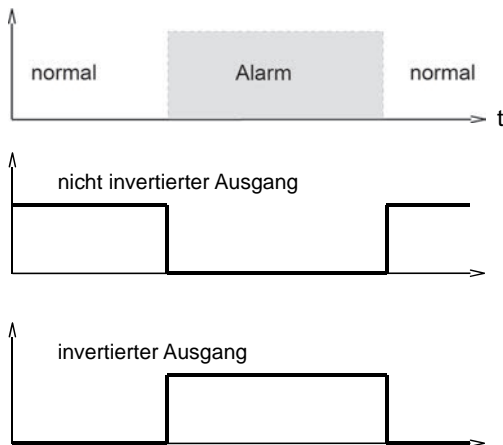 normal Alarm normal
t
nicht invertierter Ausgang
invertierter Ausgang